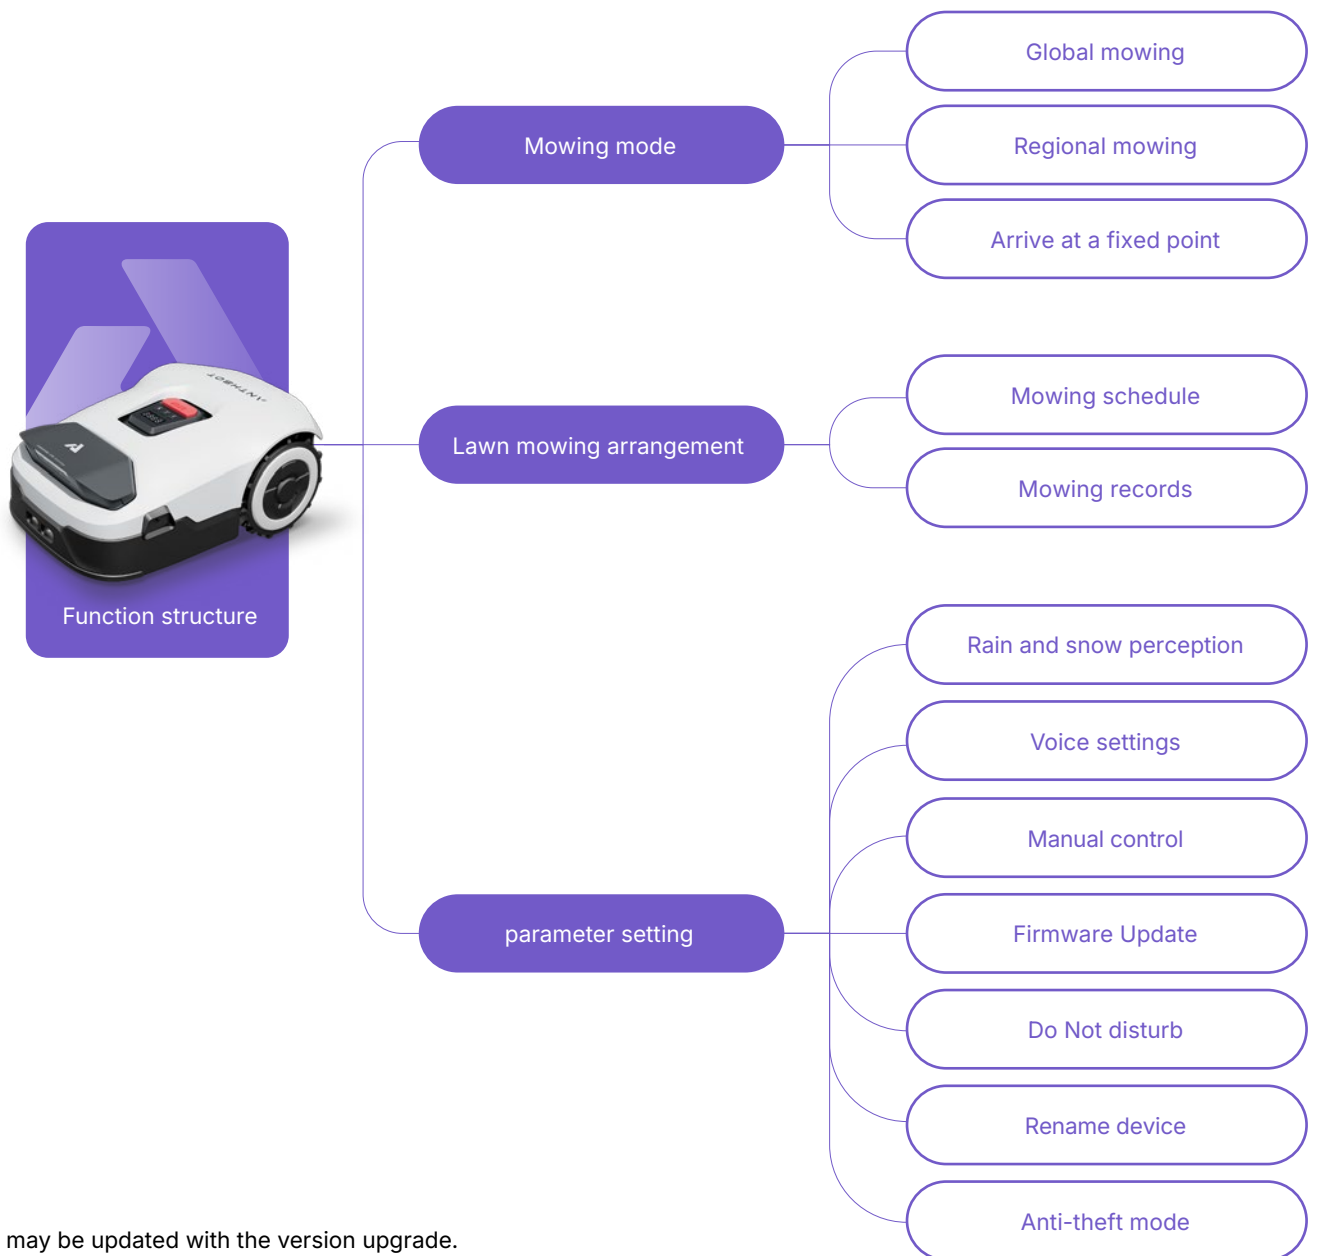 Global mowing
Mowing mode
Regional mowing
Arrive at a fixed point
ANTHBOT
Mowing schedule
Lawn mowing arrangement
Mowing records
Function structure
Rain and snow perception
Voice settings
Manual control
parameter setting
Firmware Update
Do Not disturb
Rename device
Anti-theft mode
may be updated with the version upgrade.